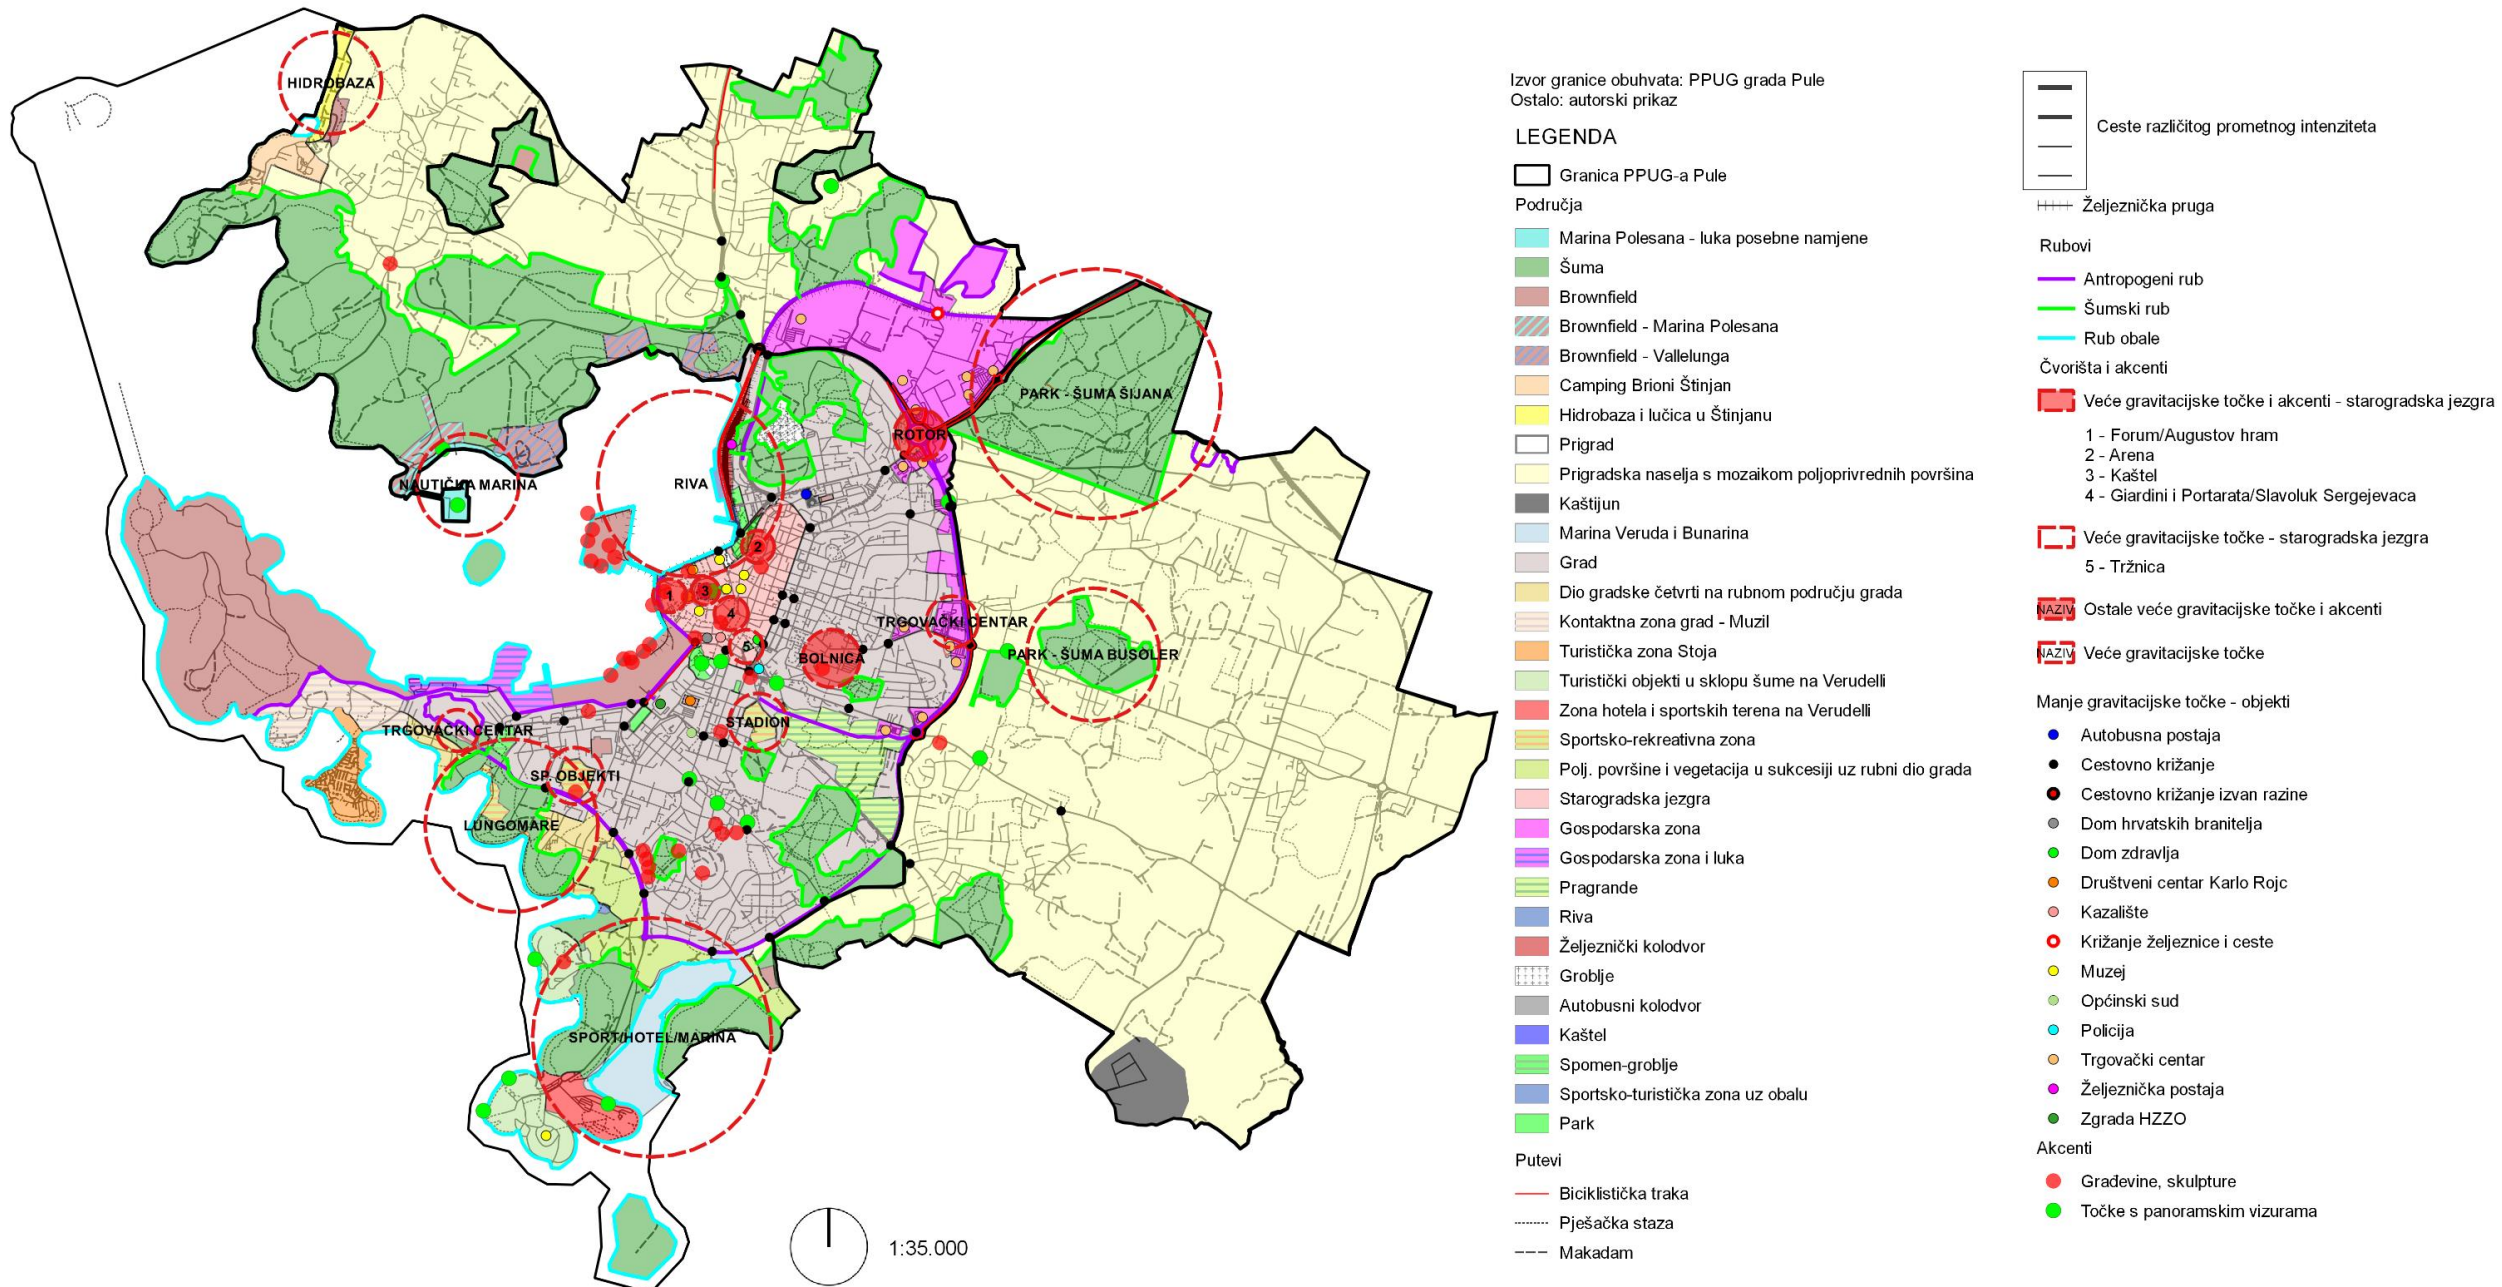 HIDROBAZA
PARK - ŠUMA ŠIJANA
ROTOR
NAUTIČKA MARINA
RIVA
2
1
3
4
TRGOVAČKI CENTAR
5
BOLNICA
PARK - ŠUMA BUSOLER
STADION
TRGOVAČKI CENTAR
SP. OBJEKTI
LUNGOMARE
SPORT/HOTEL/MARINA
1:35.000
Izvor granice obuhvata: PPUG grada Pule
Ostalo: autorski prikaz
LEGENDA
Granica PPUG-a Pule
Područja
Marina Polesana - luka posebne namjene
Šuma
Brownfield
Brownfield - Marina Polesana
Brownfield - Vallelunga
Camping Brioni Štinjan
Hidrobaza i lučica u Štinjanu
Prigrad
Prigradska naselja s mozaikom poljoprivrednih površina
Kaštijun
Marina Veruda i Bunarina
Grad
Dio gradske četvrti na rubnom području grada
Kontaktna zona grad - Muzil
Turistička zona Stoja
Turistički objekti u sklopu šume na Verudelli
Zona hotela i sportskih terena na Verudelli
Sportsko-rekreativna zona
Polj. površine i vegetacija u sukcesiji uz rubni dio grada
Starogradska jezgra
Gospodarska zona
Gospodarska zona i luka
Pragrande
Riva
Željeznički kolodvor
Groblje
Autobusni kolodvor
Kaštel
Spomen-groblje
Sportsko-turistička zona uz obalu
Park
Putevi
Biciklistička traka
Pješačka staza
Makadam
Ceste različitog prometnog intenziteta
Željeznička pruga
Rubovi
Antropogeni rub
Šumski rub
Rub obale
Čvorišta i akcenti
Veće gravitacijske točke i akcenti - starogradska jezgra
1 - Forum/Augustov hram
2 - Arena
3 - Kaštel
4 - Giardini i Portarata/Slavoluk Sergejevaca
Veće gravitacijske točke - starogradska jezgra
5 - Tržnica
NAZIV Ostale veće gravitacijske točke i akcenti
NAZIV Veće gravitacijske točke
Manje gravitacijske točke - objekti
Autobusna postaja
Cestovno križanje
Cestovno križanje izvan razine
Dom hrvatskih branitelja
Dom zdravlja
Društveni centar Karlo Rojc
Kazalište
Križanje željeznice i ceste
Muzej
Općinski sud
Policija
Trgovački centar
Željeznička postaja
Zgrada HZZO
Akcenti
Građevine, skulpture
Točke s panoramskim vizurama